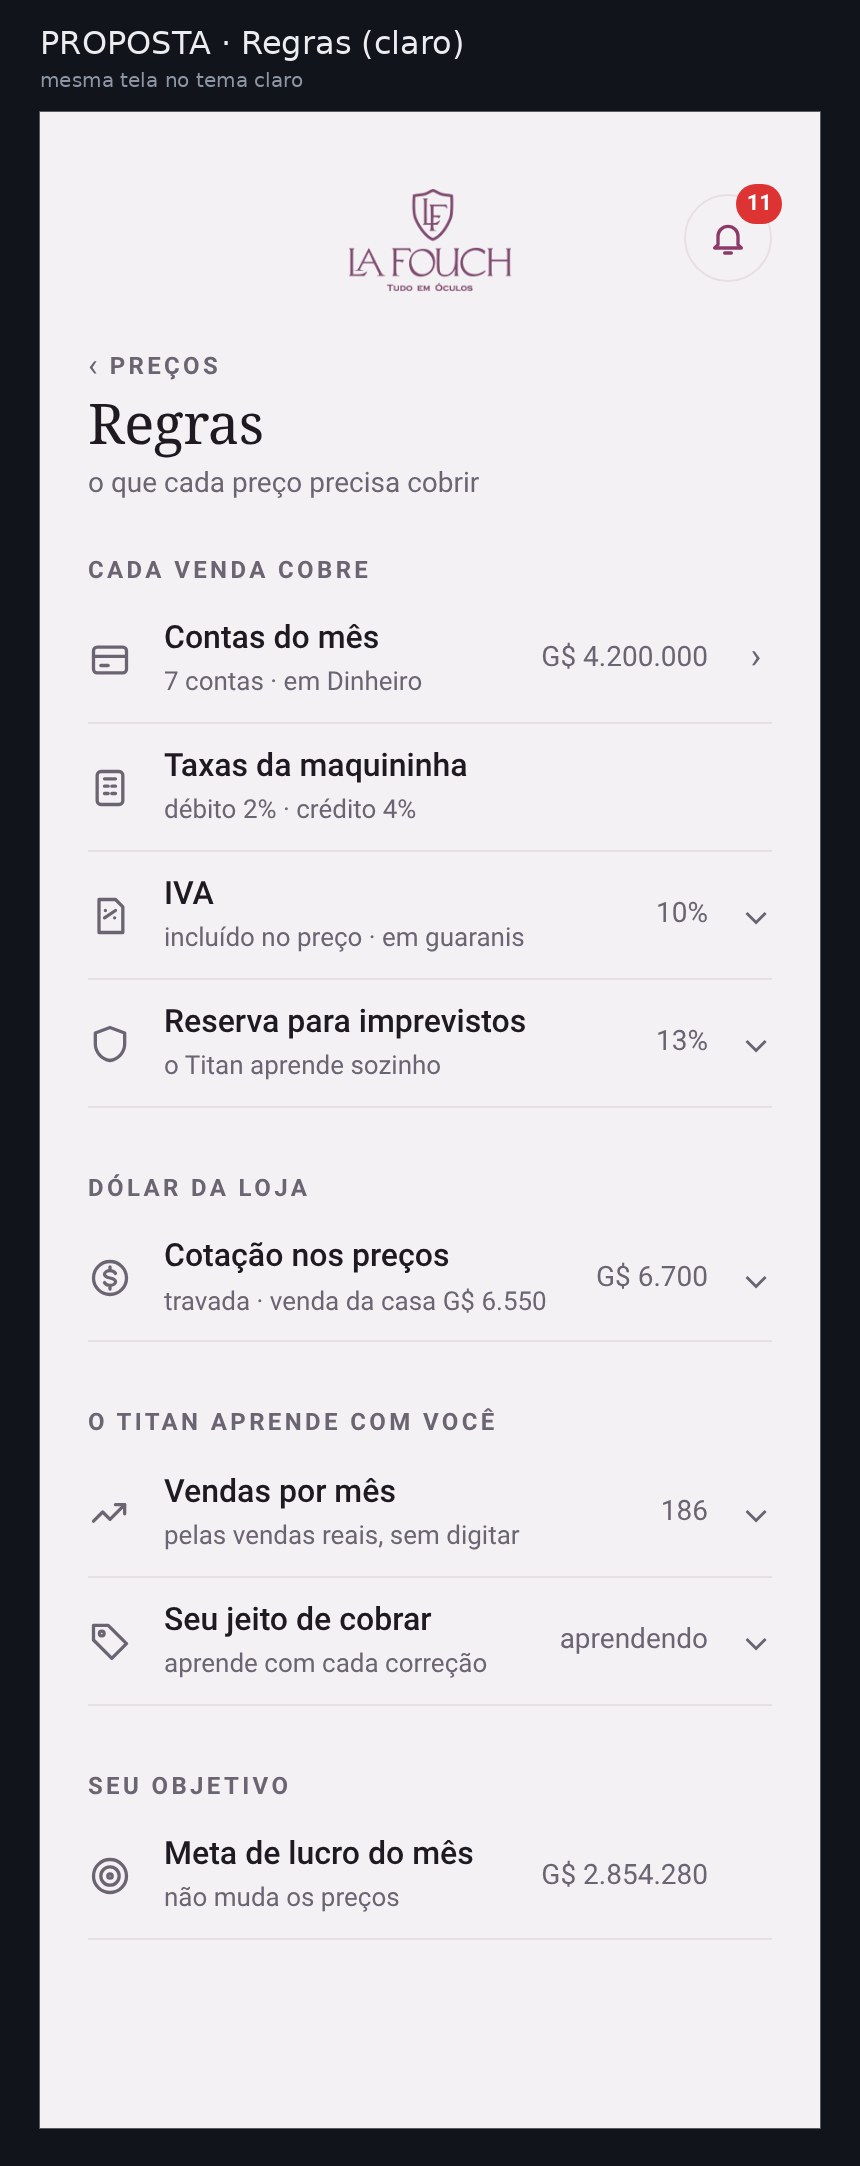 PROPOSTA · Regras (claro)
mesma tela no tema claro
LF
LA FOUCH
TUDO EM ÓCULOS
11
‹ PREÇOS
Regras
o que cada preço precisa cobrir
CADA VENDA COBRE
Contas do mês
G$ 4.200.000 ›
7 contas · em Dinheiro
Taxas da maquininha
débito 2% · crédito 4%
IVA
10%
incluído no preço · em guaranis
Reserva para imprevistos
13%
o Titan aprende sozinho
DÓLAR DA LOJA
Cotação nos preços
G$ 6.700
travada · venda da casa G$ 6.550
O TITAN APRENDE COM VOCÊ
Vendas por mês
186
pelas vendas reais, sem digitar
Seu jeito de cobrar
aprendendo
aprende com cada correção
SEU OBJETIVO
Meta de lucro do mês
G$ 2.854.280
não muda os preços